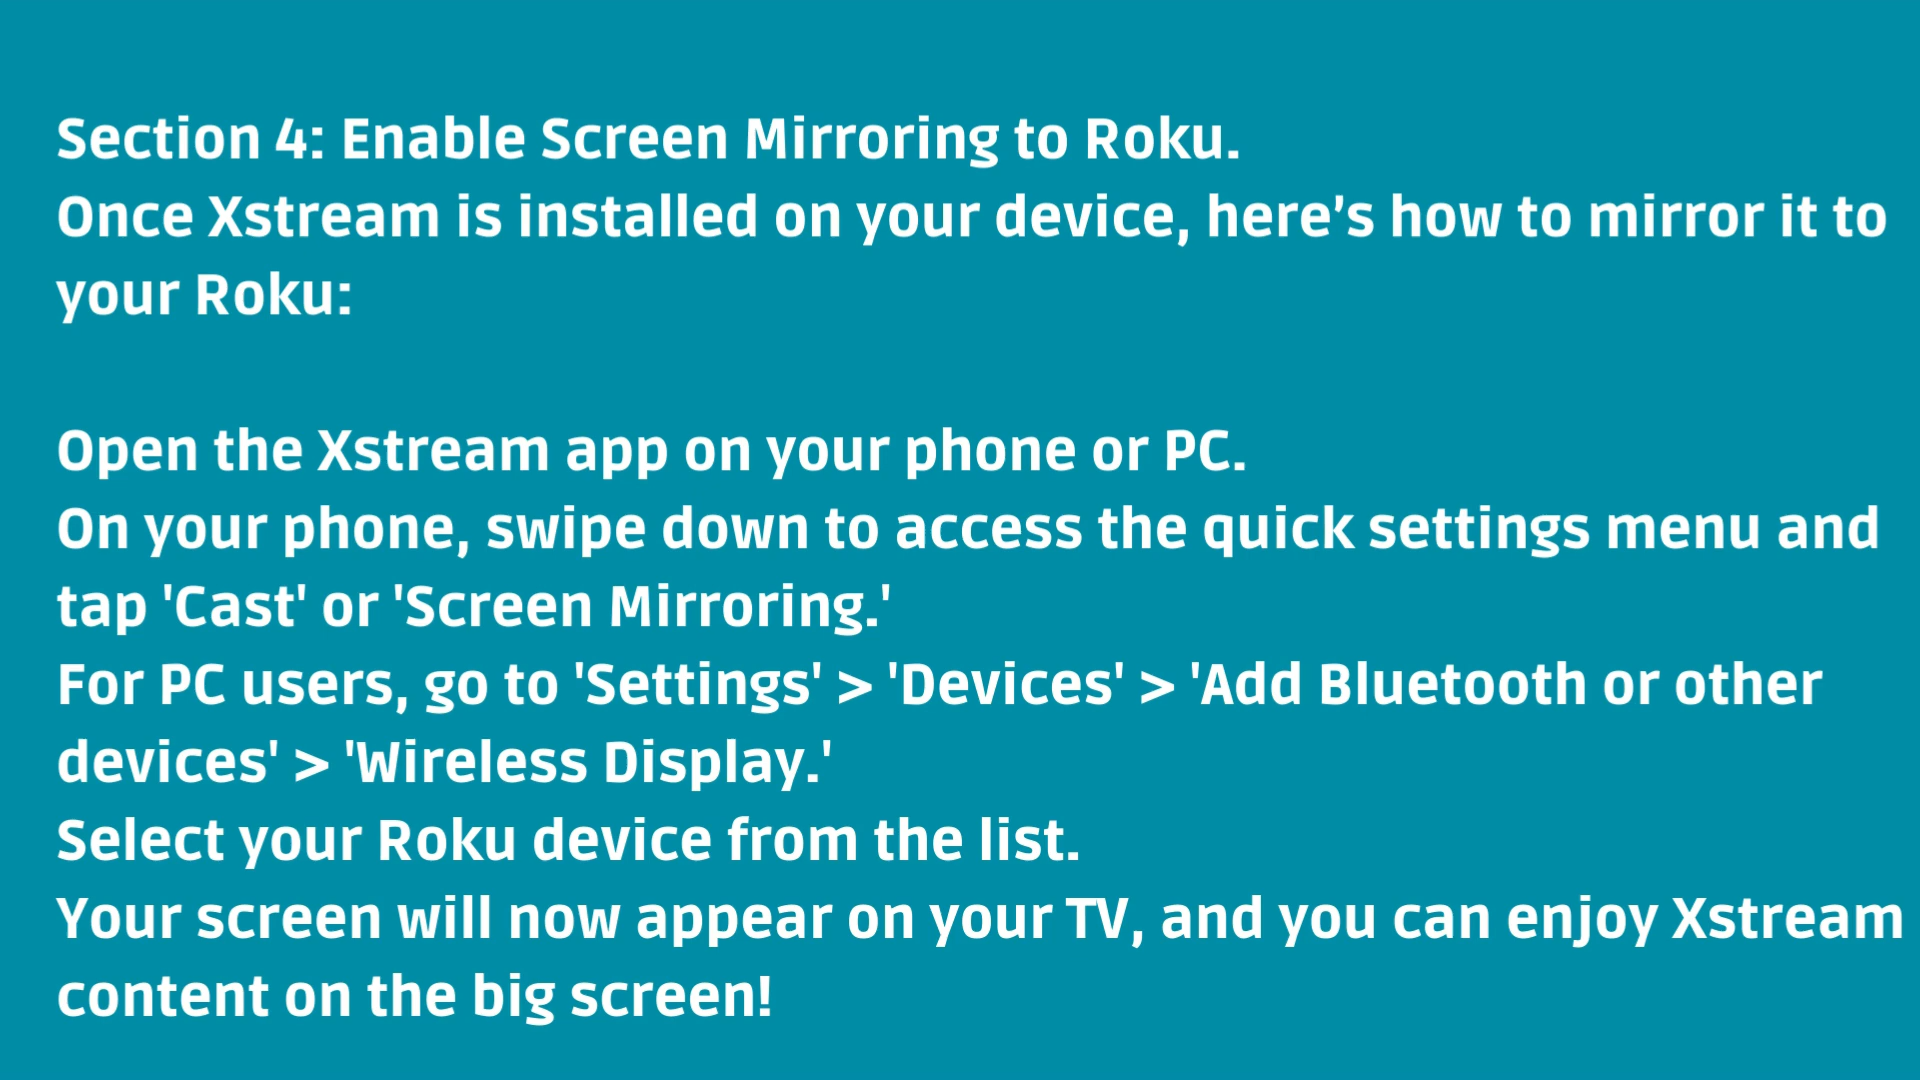 Section 4: Enable Screen Mirroring to Roku.
Once Xstream is installed on your device, here’s how to mirror it to
your Roku:
Open the Xstream app on your phone or PC.
On your phone, swipe down to access the quick settings menu and
tap 'Cast' or 'Screen Mirroring.'
For PC users, go to 'Settings' > 'Devices' > 'Add Bluetooth or other
devices' > 'Wireless Display.'
Select your Roku device from the list.
Your screen will now appear on your TV, and you can enjoy Xstream
content on the big screen!